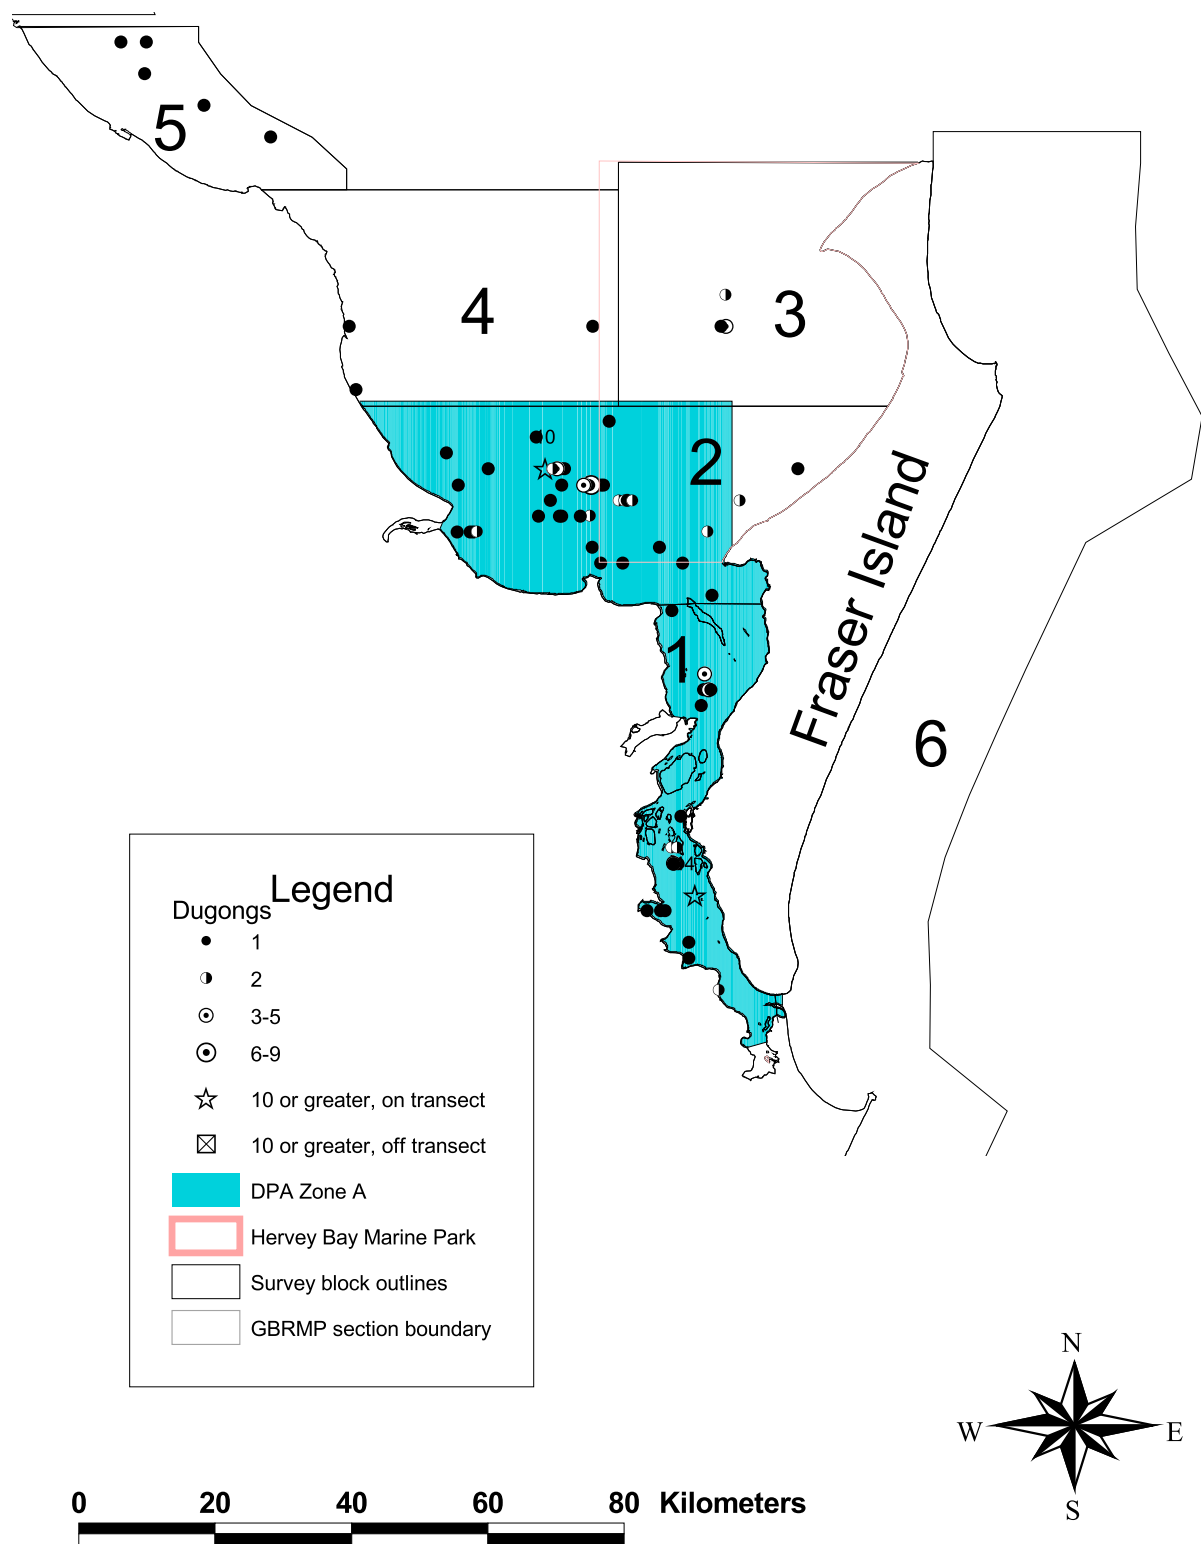 5
4
3
40
2
Fraser Island
1
6
4
Legend
Dugongs
1
2
3-5
6-9
10 or greater, on transect
10 or greater, off transect
DPA Zone A
Hervey Bay Marine Park
Survey block outlines
GBRMP section boundary
N
W
E
S
0 20 40 60 80 Kilometers